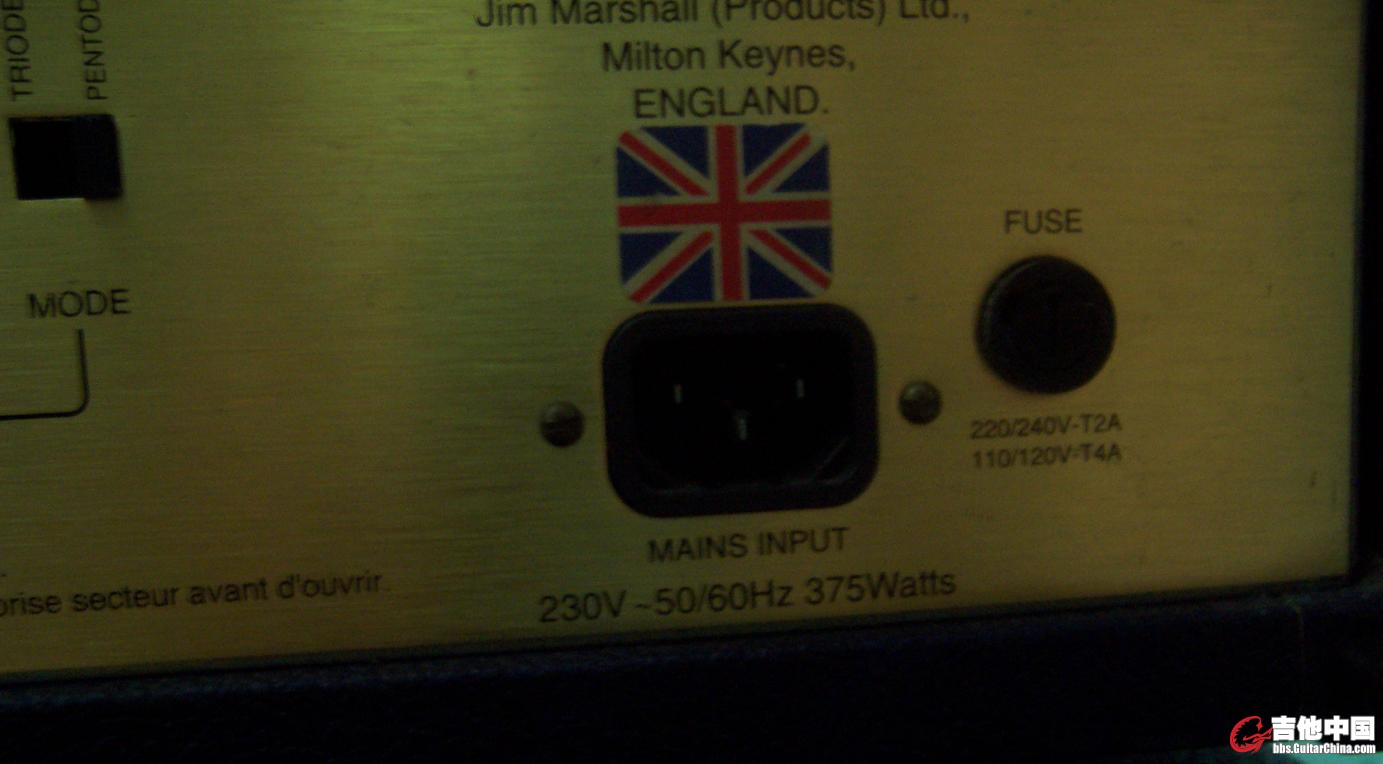 Jim Marshall (Products) Ltd.,
Milton Keynes,
ENGLAND.
TRIODE
PENTOD
MODE
FUSE
220/240V-T2A
110/120V-T4A
MAINS INPUT
230V ~ 50/60Hz 375Watts
prise secteur avant d'ouvrir.
吉他中国
bbs.GuitarChina.com